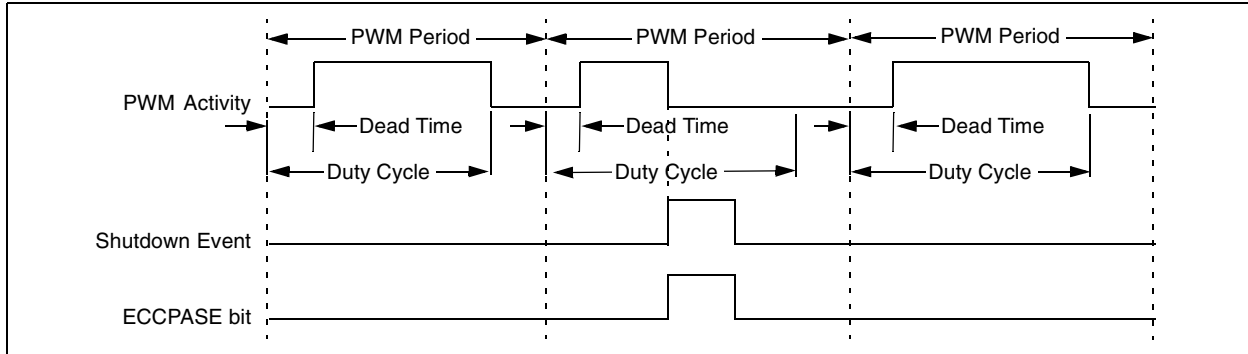 PWM Period PWM Period PWM Period
PWM Activity
Dead Time Dead Time Dead Time
Duty Cycle Duty Cycle Duty Cycle
Shutdown Event
ECCPASE bit